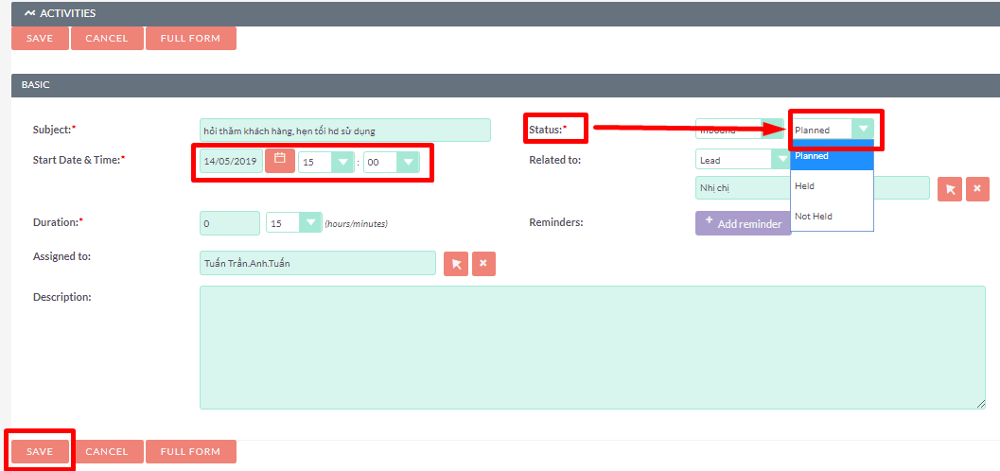 ACTIVITIES
SAVE CANCEL FULL FORM
BASIC
Subject:* hỏi thăm khách hàng, hẹn tối hd sử dụng Status:* Inbound Planned
Planned
Held
Not Held
Start Date & Time:* 14/05/2019 15 : 00 Related to: Lead
Nhị chị
Duration:* 0 15 (hours/minutes) Reminders: + Add reminder
Assigned to: Tuấn Trần.Anh.Tuấn
Description:
SAVE CANCEL FULL FORM